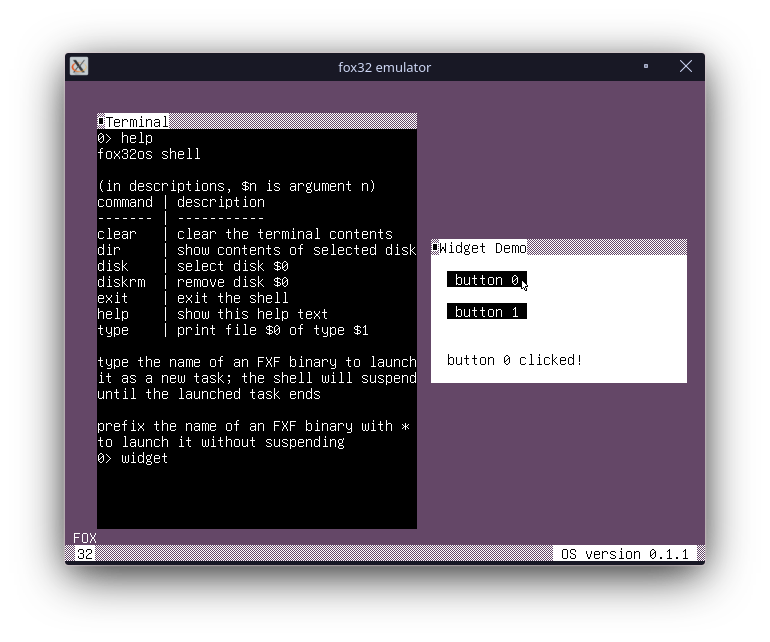 fox32 emulator
Terminal
0> help
fox32os shell
(in descriptions, $n is argument n)
command | description
------- | -----------
clear   | clear the terminal contents
dir     | show contents of selected disk
disk    | select disk $0
diskrm  | remove disk $0
exit    | exit the shell
help    | show this help text
type    | print file $0 of type $1
type the name of an FXF binary to launch
it as a new task; the shell will suspend
until the launched task ends
prefix the name of an FXF binary with *
to launch it without suspending
0> widget
Widget Demo
button 0
button 1
button 0 clicked!
FOX
32
OS version 0.1.1